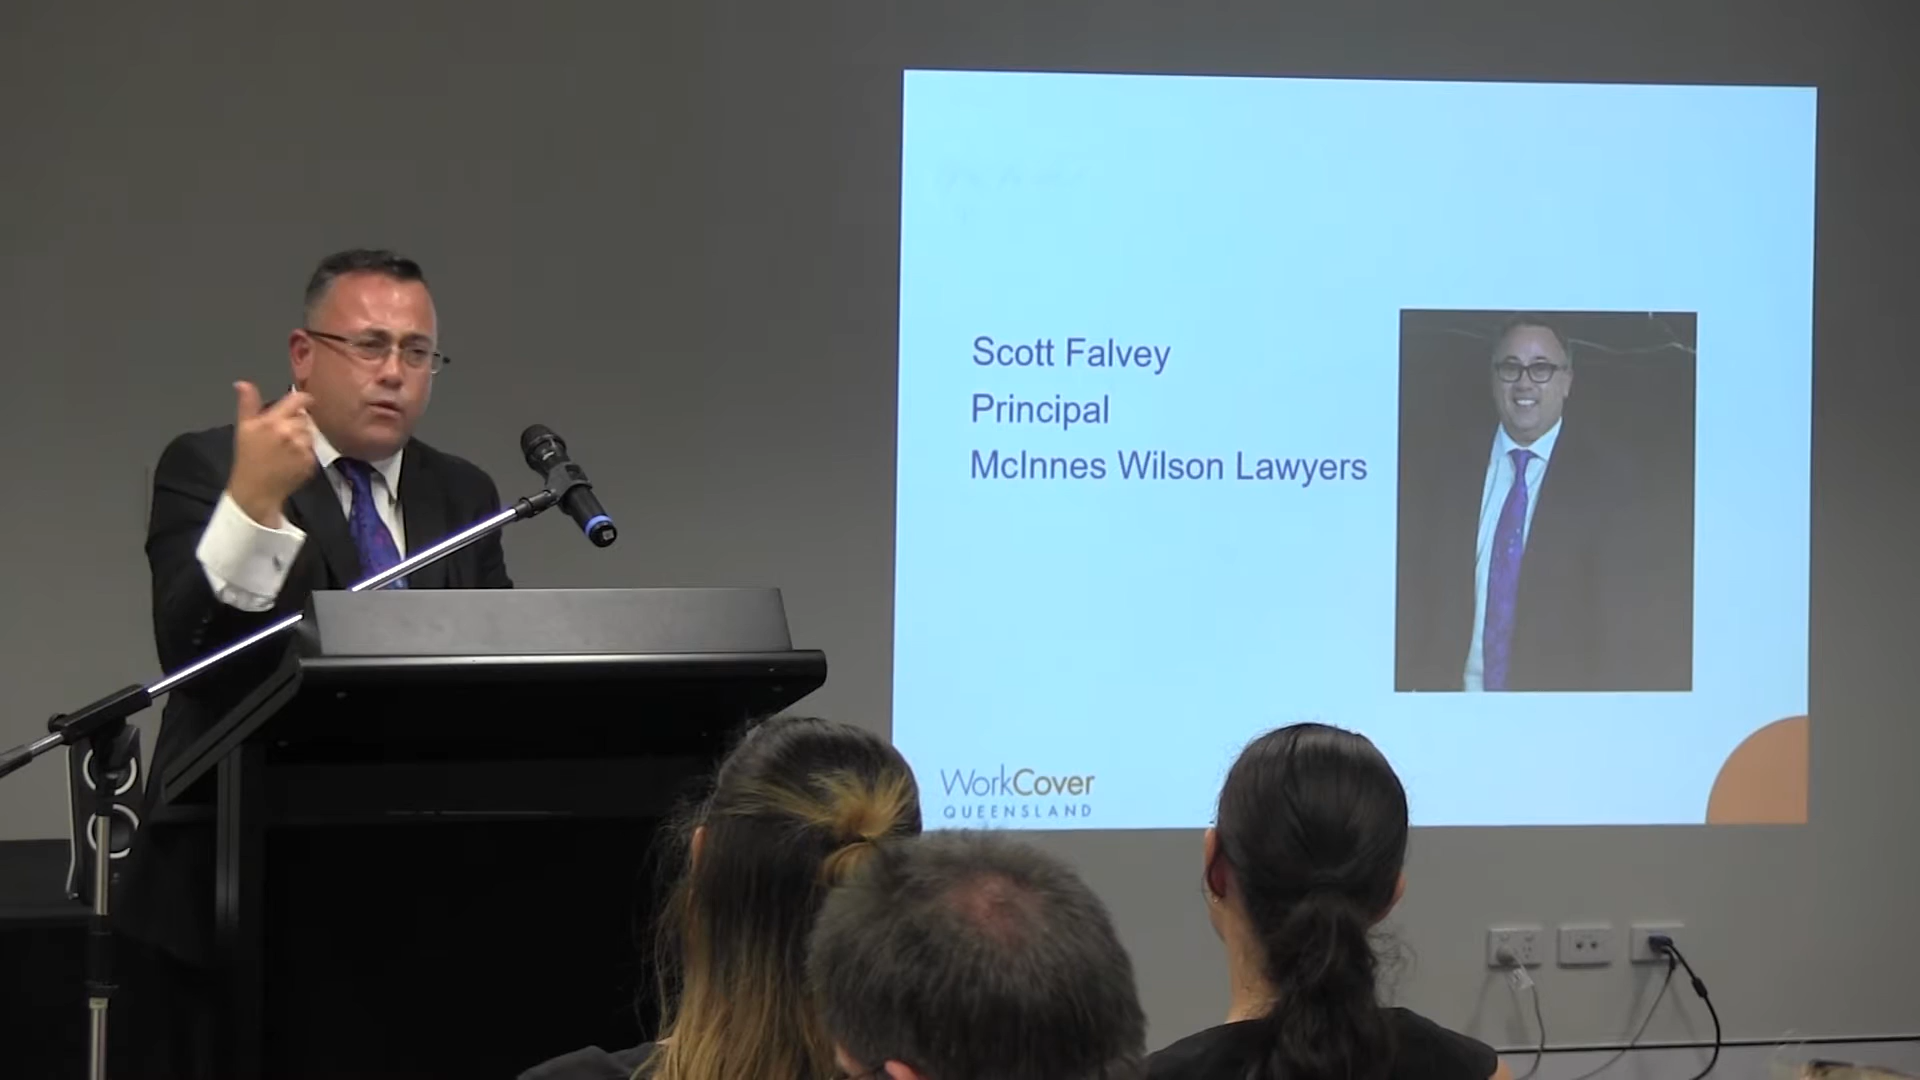 Scott Falvey
Principal
McInnes Wilson Lawyers
WorkCover
QUEENSLAND